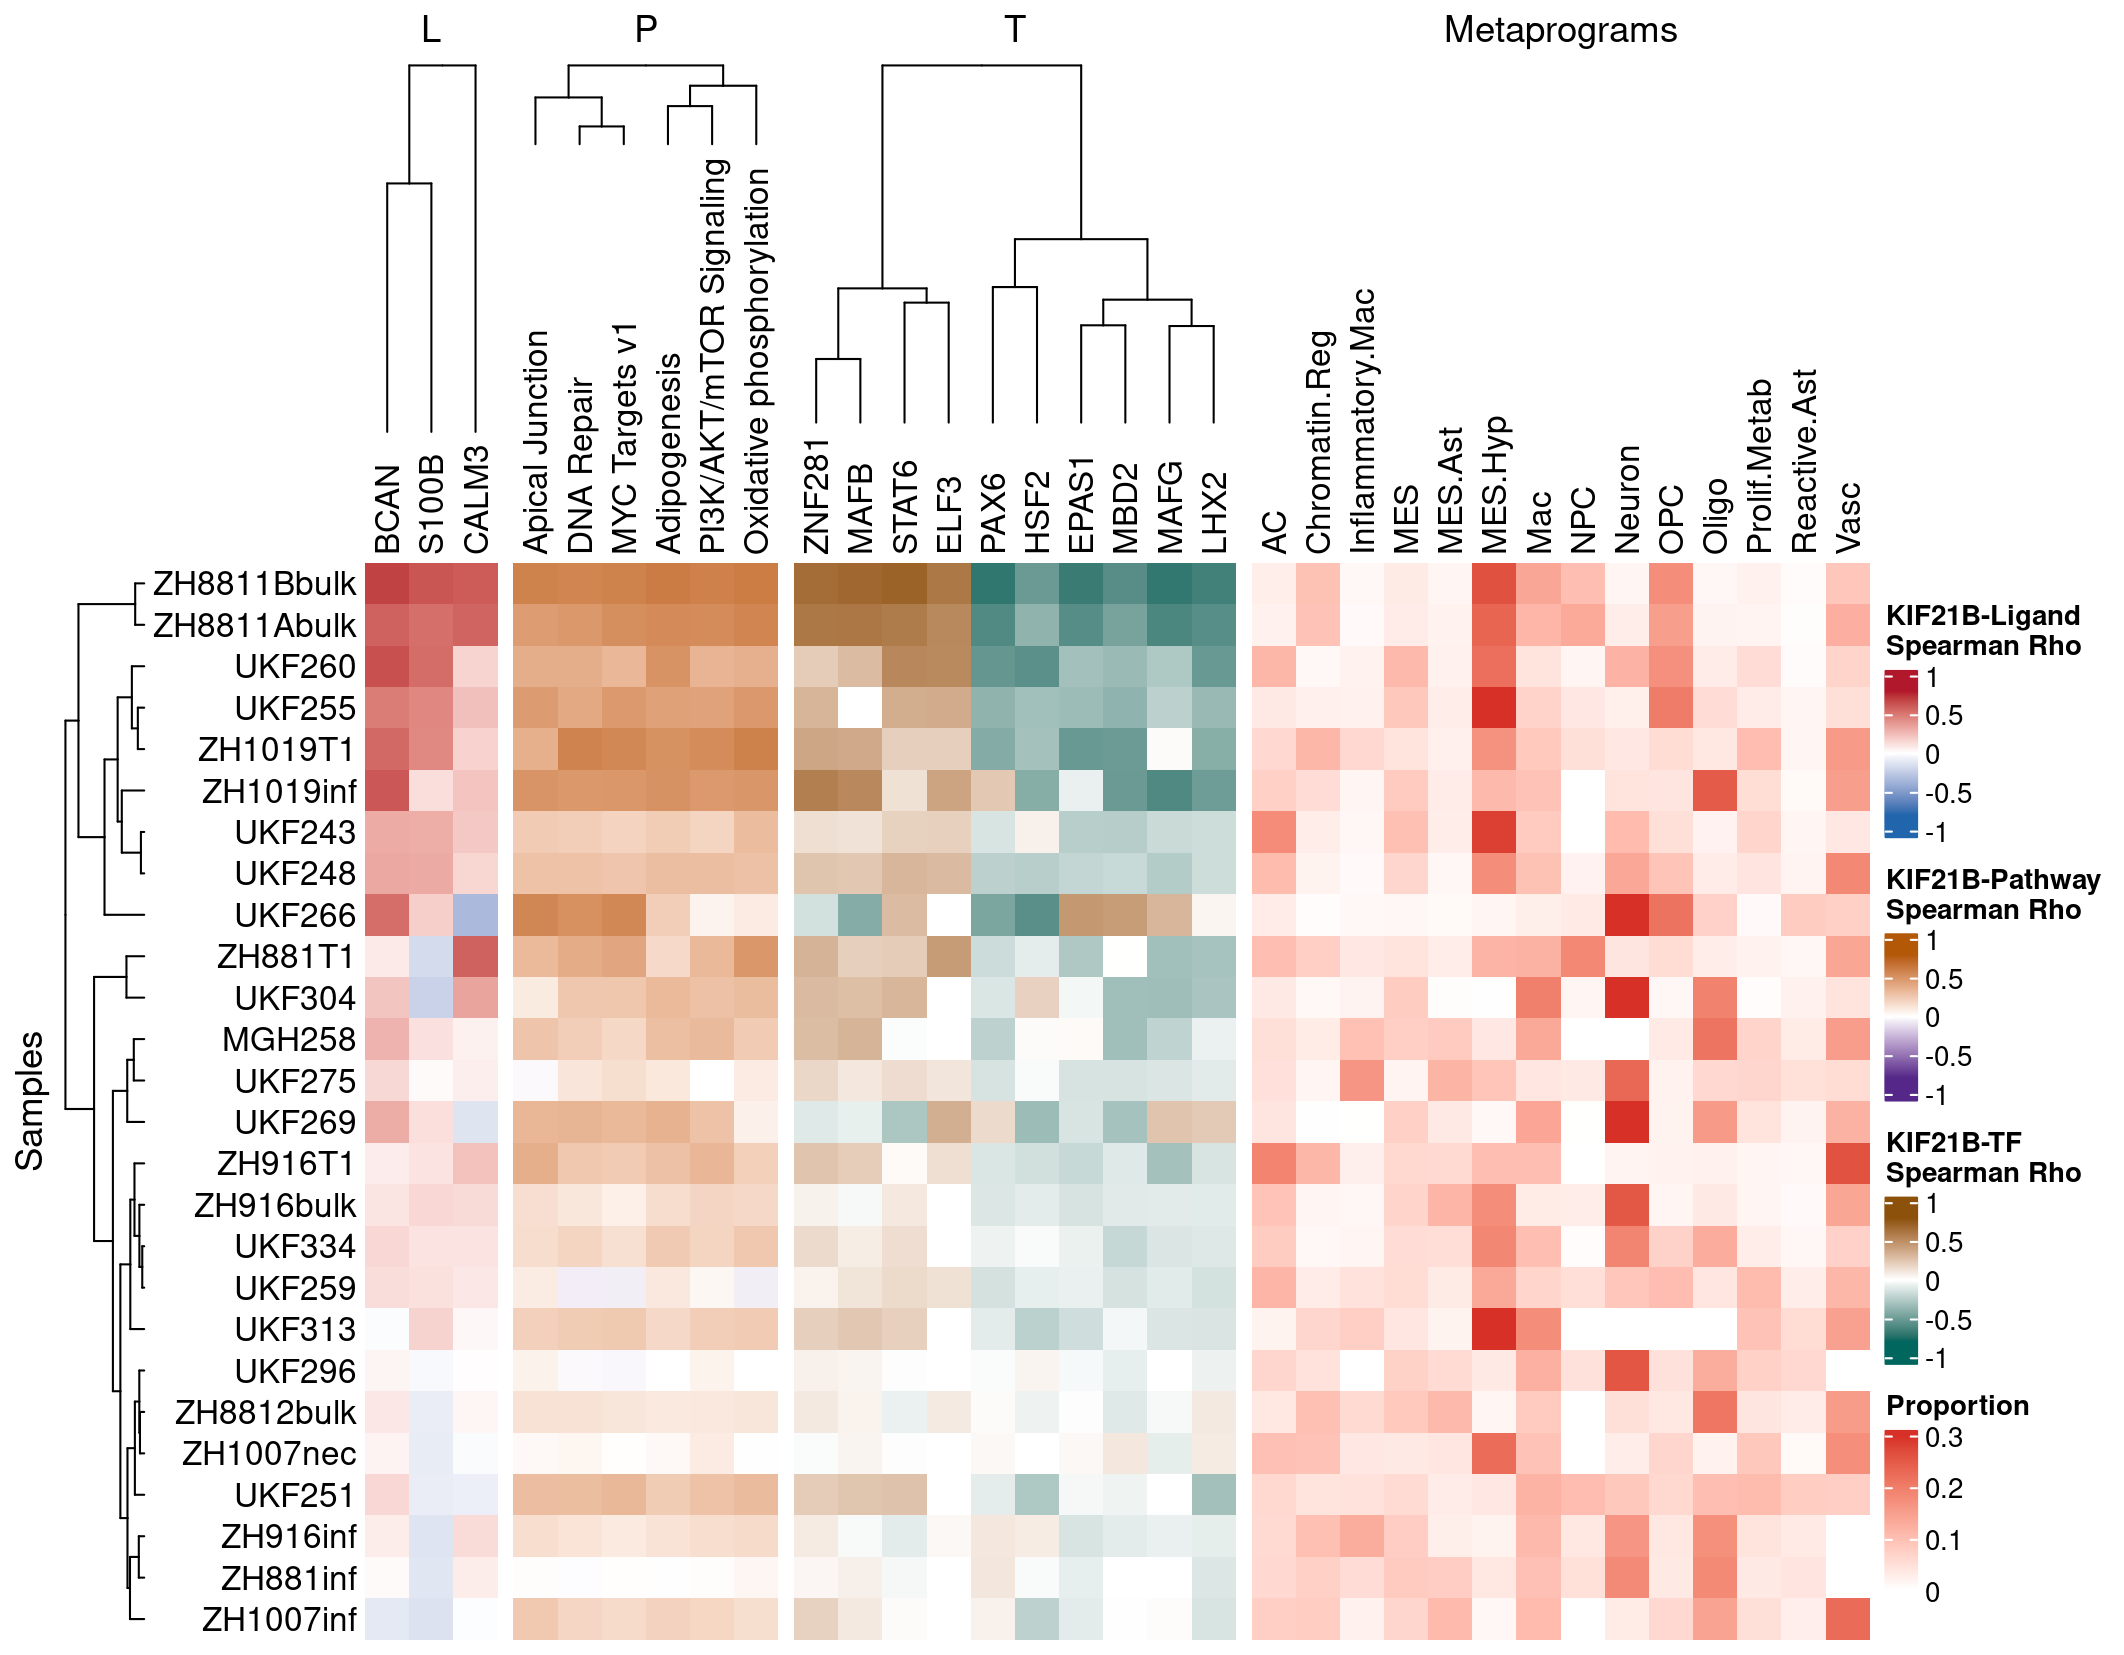 L P T Metaprograms
BCAN
S100B
CALM3
Apical Junction
DNA Repair
MYC Targets v1
Adipogenesis
PI3K/AKT/mTOR Signaling
Oxidative phosphorylation
ZNF281
MAFB
STAT6
ELF3
PAX6
HSF2
EPAS1
MBD2
MAFG
LHX2
AC
Chromatin.Reg
Inflammatory.Mac
MES
MES.Ast
MES.Hyp
Mac
NPC
Neuron
OPC
Oligo
Prolif.Metab
Reactive.Ast
Vasc
Samples
ZH8811Bbulk
ZH8811Abulk
UKF260
UKF255
ZH1019T1
ZH1019inf
UKF243
UKF248
UKF266
ZH881T1
UKF304
MGH258
UKF275
UKF269
ZH916T1
ZH916bulk
UKF334
UKF259
UKF313
UKF296
ZH8812bulk
ZH1007nec
UKF251
ZH916inf
ZH881inf
ZH1007inf
KIF21B-Ligand
Spearman Rho
1
0.5
0
-0.5
-1
KIF21B-Pathway
Spearman Rho
1
0.5
0
-0.5
-1
KIF21B-TF
Spearman Rho
1
0.5
0
-0.5
-1
Proportion
0.3
0.2
0.1
0